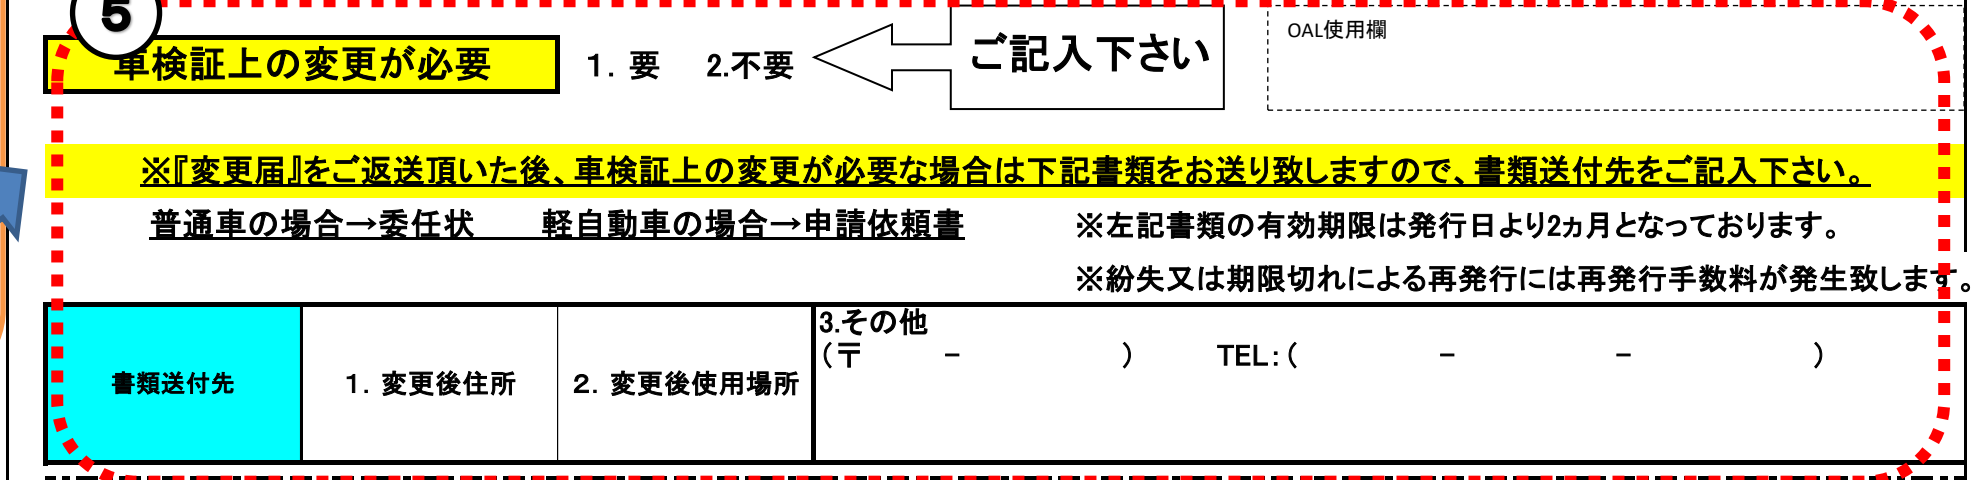 5
車検証上の変更が必要 1. 要 2.不要 ご記入下さい OAL使用欄
※『変更届』をご返送頂いた後、車検証上の変更が必要な場合は下記書類をお送り致しますので、書類送付先をご記入下さい。
普通車の場合→委任状 軽自動車の場合→申請依頼書 ※左記書類の有効期限は発行日より2ヵ月となっております。
※紛失又は期限切れによる再発行には再発行手数料が発生致します。
書類送付先 1. 変更後住所 2. 変更後使用場所
3.その他
(〒 - ) TEL:( - - )